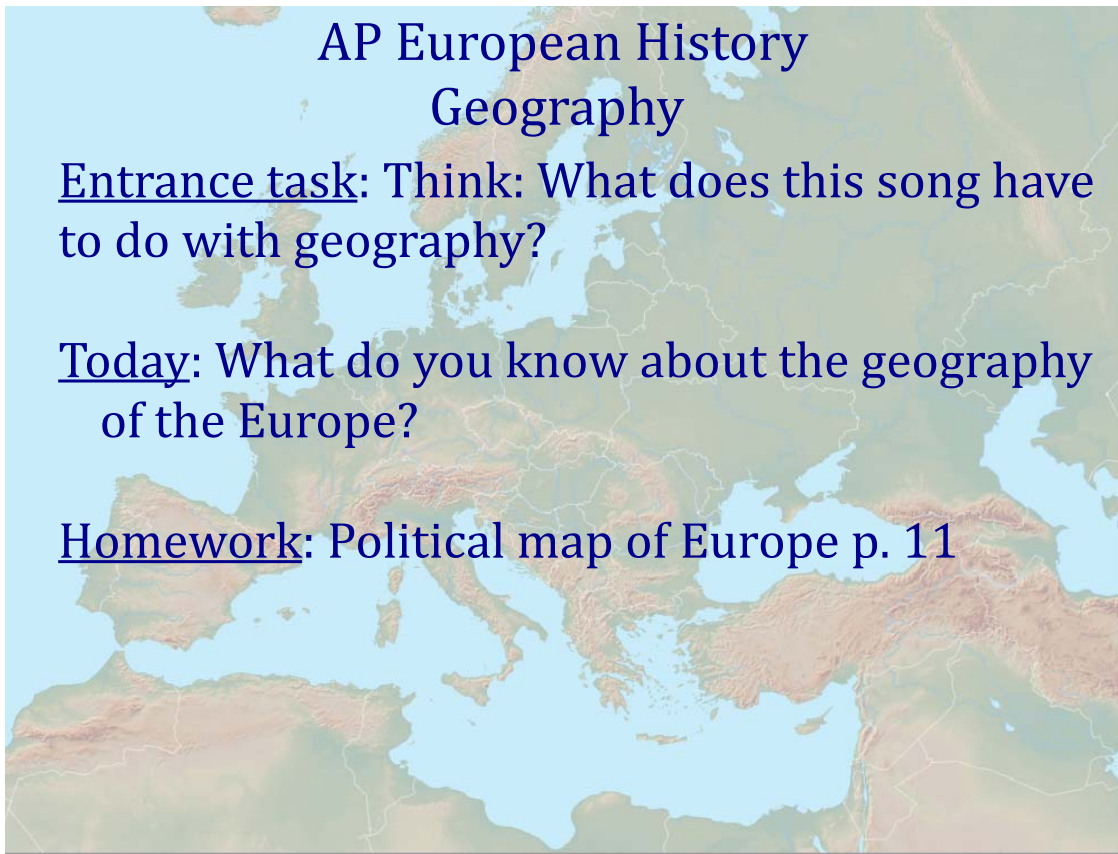 AP European History
Geography
Entrance task: Think: What does this song have
to do with geography?
Today: What do you know about the geography
of the Europe?
Homework: Political map of Europe p. 11